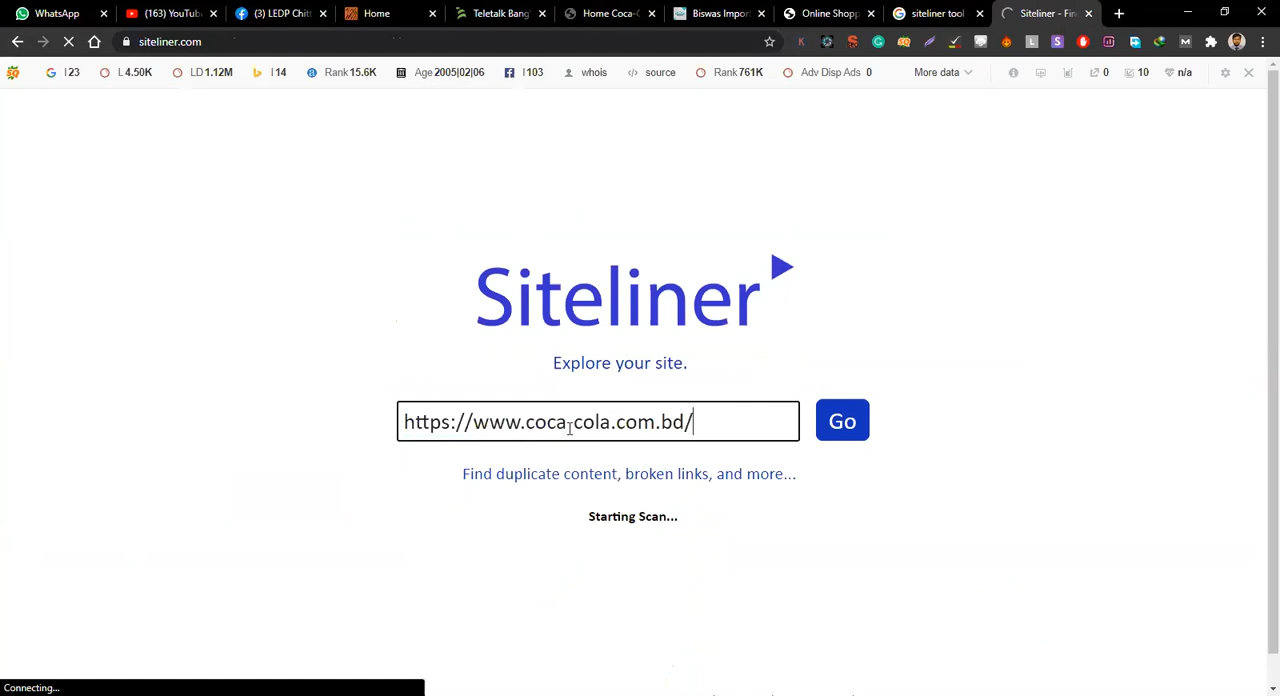 WhatsApp (163) YouTub (3) LEDP Chitt Home Teletalk Bang Home Coca-C Biswas Import Online Shopp siteliner tool Siteliner - Fin
siteliner.com
I 23 L 4.50K LD 1.12M I 14 Rank 15.6K Age 2005|02|06 I 103 whois source Rank 761K Adv Disp Ads 0 More data 0 10 n/a
Siteliner
Explore your site.
https://www.coca-cola.com.bd/ Go
Find duplicate content, broken links, and more...
Starting Scan...
Connecting...